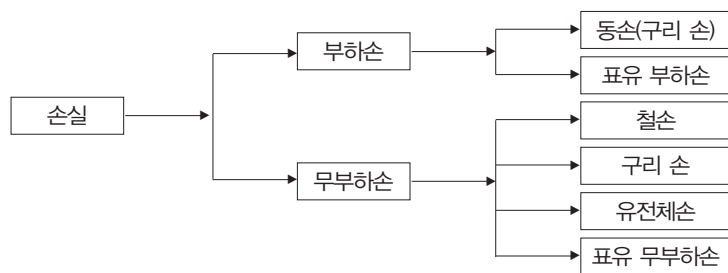 손실
부하손
동손(구리 손)
표유 부하손
무부하손
철손
구리 손
유전체손
표유 무부하손